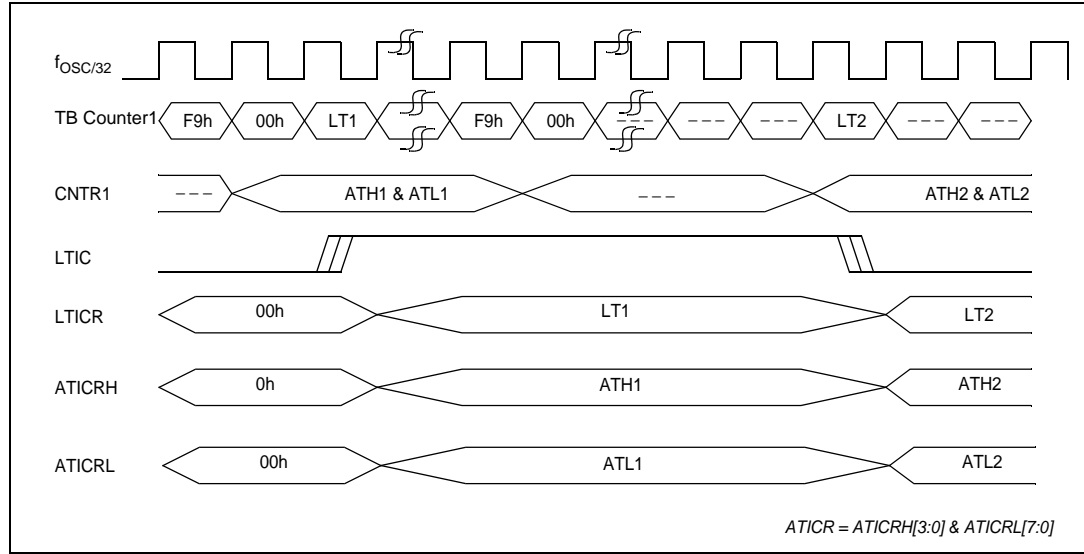 fOSC/32
TB Counter1 F9h 00h LT1 F9h 00h --- --- --- LT2 --- ---
CNTR1 --- ATH1 & ATL1 --- ATH2 & ATL2
LTIC
LTICR 00h LT1 LT2
ATICRH 0h ATH1 ATH2
ATICRL 00h ATL1 ATL2
ATICR = ATICRH[3:0] & ATICRL[7:0]